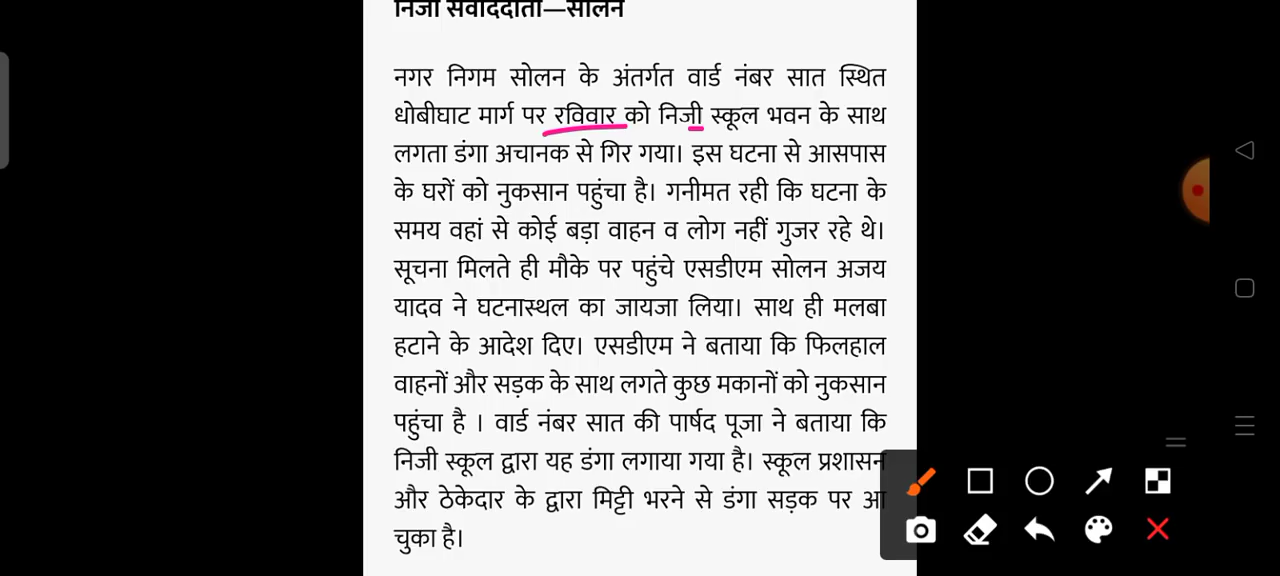 निजी संवाददाता—सोलन
नगर निगम सोलन के अंतर्गत वार्ड नंबर सात स्थित
धोबीघाट मार्ग पर रविवार को निजी स्कूल भवन के साथ
लगता डंगा अचानक से गिर गया। इस घटना से आसपास
के घरों को नुकसान पहुंचा है। गनीमत रही कि घटना के
समय वहां से कोई बड़ा वाहन व लोग नहीं गुजर रहे थे।
सूचना मिलते ही मौके पर पहुंचे एसडीएम सोलन अजय
यादव ने घटनास्थल का जायजा लिया। साथ ही मलबा
हटाने के आदेश दिए। एसडीएम ने बताया कि फिलहाल
वाहनों और सड़क के साथ लगते कुछ मकानों को नुकसान
पहुंचा है । वार्ड नंबर सात की पार्षद पूजा ने बताया कि
निजी स्कूल द्वारा यह डंगा लगाया गया है। स्कूल प्रशासन
और ठेकेदार के द्वारा मिट्टी भरने से डंगा सड़क पर आ
चुका है।